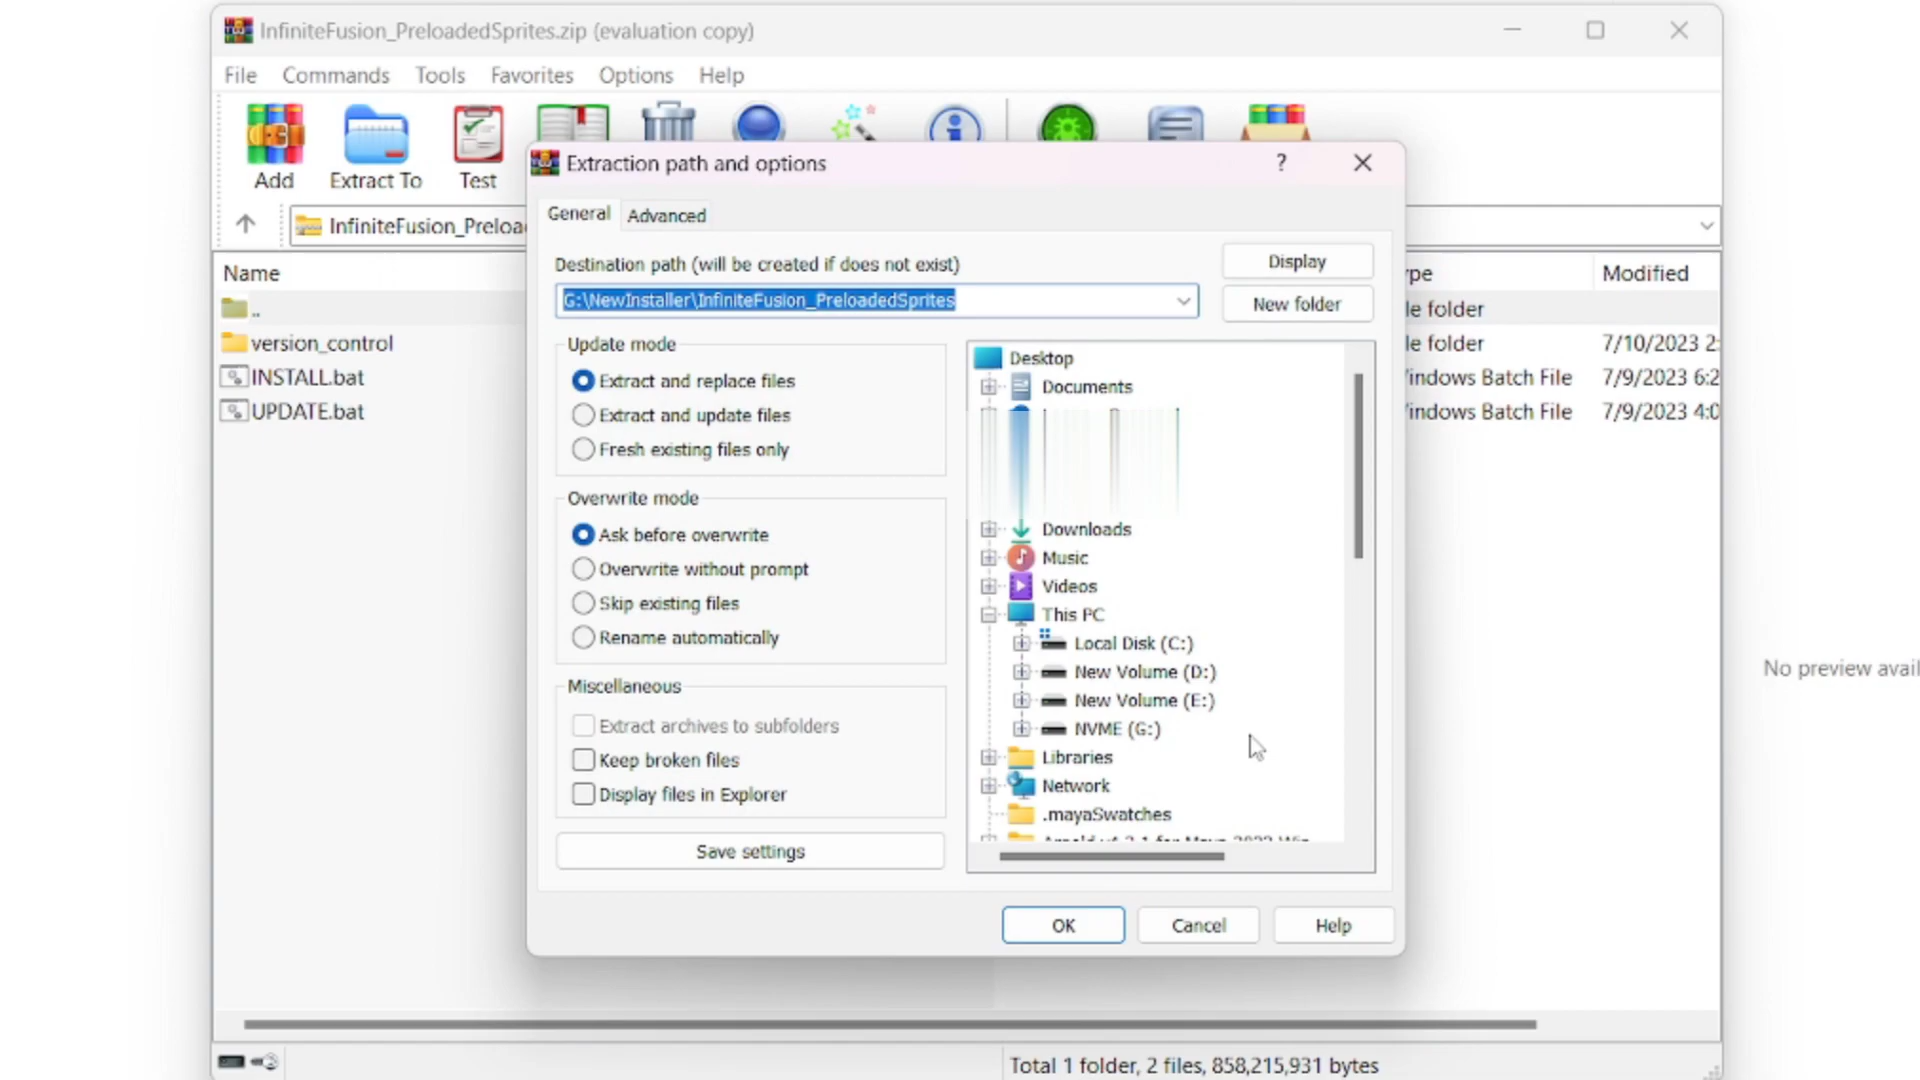 InfiniteFusion_PreloadedSprites.zip (evaluation copy)
File Commands Tools Favorites Options Help
Add Extract To Test
InfiniteFusion_Preloa
Name
..
version_control
INSTALL.bat
UPDATE.bat
Extraction path and options
?
General Advanced
Destination path (will be created if does not exist)
G:\NewInstaller\InfiniteFusion_PreloadedSprites
Display
New folder
Update mode
Extract and replace files
Extract and update files
Fresh existing files only
Overwrite mode
Ask before overwrite
Overwrite without prompt
Skip existing files
Rename automatically
Miscellaneous
Extract archives to subfolders
Keep broken files
Display files in Explorer
Save settings
Desktop
Documents
Downloads
Music
Videos
This PC
Local Disk (C:)
New Volume (D:)
New Volume (E:)
NVME (G:)
Libraries
Network
.mayaSwatches
OK Cancel Help
ype Modified
le folder
le folder 7/10/2023 2:
indows Batch File 7/9/2023 6:2
indows Batch File 7/9/2023 4:0
No preview avail
Total 1 folder, 2 files, 858,215,931 bytes